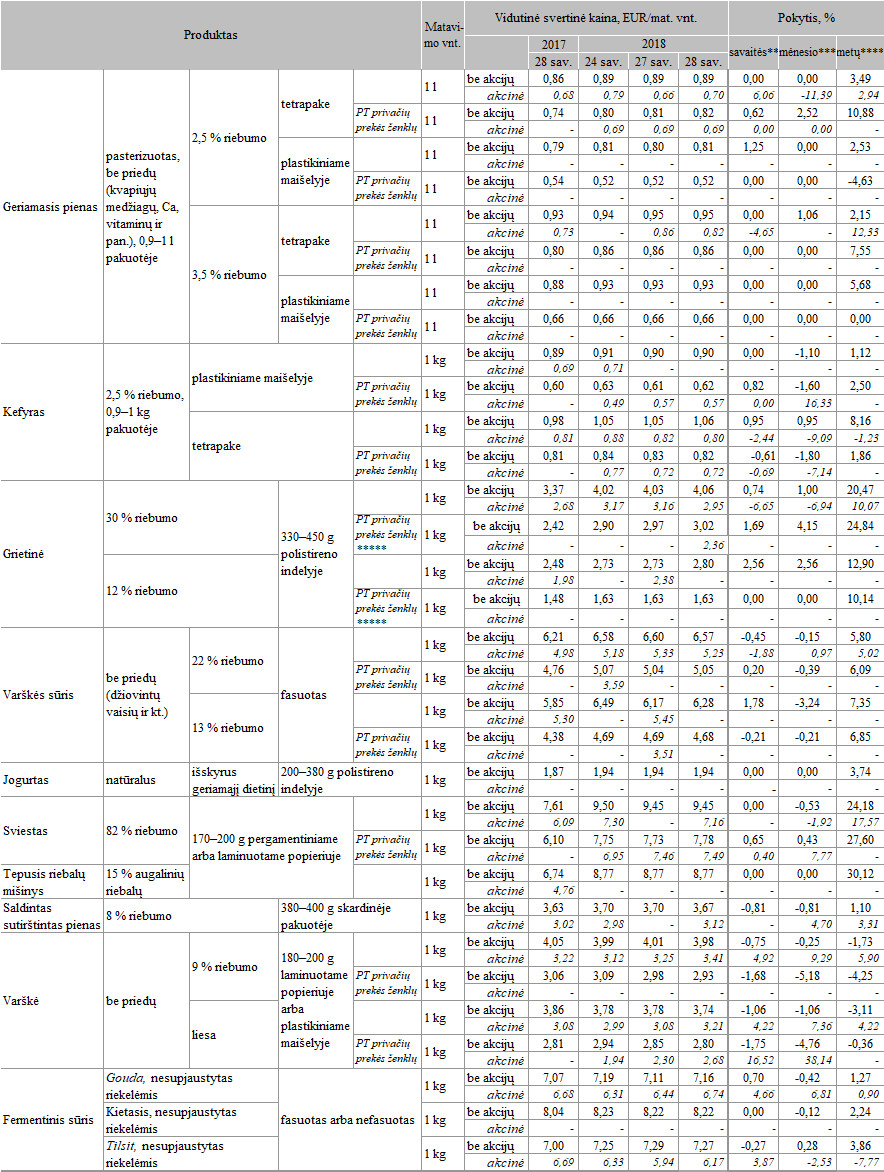 Produktas Matavi- Vidutinė svertinė kaina, EUR/mat. vnt. Pokytis, %
mo vnt. 2017 2018 savaitės** mėnesio*** metų****
28 sav. 24 sav. 27 sav. 28 sav.
Geriamasis pienas
pasterizuotas,
be priedų
(kvapiųjų
medžiagų, Ca,
vitaminų ir
pan.), 0,9–1 l
pakuotėje
2,5 % riebumo
tetrapake
1 l be akcijų 0,86 0,89 0,89 0,89 0,00 0,00 3,49
akcinė 0,68 0,79 0,66 0,70 6,06 -11,39 2,94
PT privačių
prekės ženklų
1 l be akcijų 0,74 0,80 0,81 0,82 0,62 2,52 10,88
akcinė - 0,69 0,69 0,69 0,00 0,00 -
plastikiniame
maišelyje
1 l be akcijų 0,79 0,81 0,80 0,81 1,25 0,00 2,53
akcinė - - - - - - -
PT privačių
prekės ženklų
1 l be akcijų 0,54 0,52 0,52 0,52 0,00 0,00 -4,63
akcinė - - - - - - -
3,5 % riebumo
tetrapake
1 l be akcijų 0,93 0,94 0,95 0,95 0,00 1,06 2,15
akcinė 0,73 - 0,86 0,82 -4,65 - 12,33
PT privačių
prekės ženklų
1 l be akcijų 0,80 0,86 0,86 0,86 0,00 0,00 7,55
akcinė - - - - - - -
plastikiniame
maišelyje
1 l be akcijų 0,88 0,93 0,93 0,93 0,00 0,00 5,68
akcinė - - - - - - -
PT privačių
prekės ženklų
1 l be akcijų 0,66 0,66 0,66 0,66 0,00 0,00 0,00
akcinė - - - - - - -
Kefyras
2,5 % riebumo,
0,9–1 kg
pakuotėje
plastikiniame maišelyje
1 kg be akcijų 0,89 0,91 0,90 0,90 0,00 -1,10 1,12
akcinė 0,69 0,71 - - - - -
PT privačių
prekės ženklų
1 kg be akcijų 0,60 0,63 0,61 0,62 0,82 -1,60 2,50
akcinė - 0,49 0,57 0,57 0,00 16,33 -
tetrapake
1 kg be akcijų 0,98 1,05 1,05 1,06 0,95 0,95 8,16
akcinė 0,81 0,88 0,82 0,80 -2,44 -9,09 -1,23
PT privačių
prekės ženklų
1 kg be akcijų 0,81 0,84 0,83 0,82 -0,61 -1,80 1,86
akcinė - 0,77 0,72 0,72 -0,69 -7,14 -
Grietinė
30 % riebumo
330–450 g
polistireno
indelyje
1 kg be akcijų 3,37 4,02 4,03 4,06 0,74 1,00 20,47
akcinė 2,68 3,17 3,16 2,95 -6,65 -6,94 10,07
PT privačių
prekės ženklų
*****
1 kg be akcijų 2,42 2,90 2,97 3,02 1,69 4,15 24,84
akcinė - - - 2,36 - - -
12 % riebumo
1 kg be akcijų 2,48 2,73 2,73 2,80 2,56 2,56 12,90
akcinė 1,98 - 2,38 - - - -
PT privačių
prekės ženklų
*****
1 kg be akcijų 1,48 1,63 1,63 1,63 0,00 0,00 10,14
akcinė - - - - - - -
Varškės sūris
be priedų
(džiovintų
vaisių ir kt.)
22 % riebumo
fasuotas
1 kg be akcijų 6,21 6,58 6,60 6,57 -0,45 -0,15 5,80
akcinė 4,98 5,18 5,33 5,23 -1,88 0,97 5,02
PT privačių
prekės ženklų
1 kg be akcijų 4,76 5,07 5,04 5,05 0,20 -0,39 6,09
akcinė - 3,59 - - - - -
13 % riebumo
1 kg be akcijų 5,85 6,49 6,17 6,28 1,78 -3,24 7,35
akcinė 5,30 - 5,45 - - - -
PT privačių
prekės ženklų
1 kg be akcijų 4,38 4,69 4,69 4,68 -0,21 -0,21 6,85
akcinė - - 3,51 - - - -
Jogurtas
natūralus
išskyrus
geriamąjį dietinį
200–380 g polistireno
indelyje
1 kg be akcijų 1,87 1,94 1,94 1,94 0,00 0,00 3,74
akcinė - - - - - - -
Sviestas
82 % riebumo
170–200 g pergamentiniame
arba laminuotame popieriuje
1 kg be akcijų 7,61 9,50 9,45 9,45 0,00 -0,53 24,18
akcinė 6,09 7,30 - 7,16 - -1,92 17,57
PT privačių
prekės ženklų
1 kg be akcijų 6,10 7,75 7,73 7,78 0,65 0,43 27,60
akcinė - 6,95 7,46 7,49 0,40 7,77 -
Tepusis riebalų
mišinys
15 % augalinių
riebalų
1 kg be akcijų 6,74 8,77 8,77 8,77 0,00 0,00 30,12
akcinė 4,76 - - - - - -
Saldintas
sutirštintas pienas
8 % riebumo
380–400 g skardinėje
pakuotėje
1 kg be akcijų 3,63 3,70 3,70 3,67 -0,81 -0,81 1,10
akcinė 3,02 2,98 - 3,12 - 4,70 3,31
Varškė
be priedų
9 % riebumo
180–200 g
laminuotame
popieriuje
arba
plastikiniame
maišelyje
1 kg be akcijų 4,05 3,99 4,01 3,98 -0,75 -0,25 -1,73
akcinė 3,22 3,12 3,25 3,41 4,92 9,29 5,90
PT privačių
prekės ženklų
1 kg be akcijų 3,06 3,09 2,98 2,93 -1,68 -5,18 -4,25
akcinė - - - - - - -
liesa
1 kg be akcijų 3,86 3,78 3,78 3,74 -1,06 -1,06 -3,11
akcinė 3,08 2,99 3,08 3,21 4,22 7,36 4,22
PT privačių
prekės ženklų
1 kg be akcijų 2,81 2,94 2,85 2,80 -1,75 -4,76 -0,36
akcinė - 1,94 2,30 2,68 16,52 38,14 -
Fermentinis sūris
Gouda, nesupjaustytas
riekelėmis
fasuotas arba nefasuotas
1 kg be akcijų 7,07 7,19 7,11 7,16 0,70 -0,42 1,27
akcinė 6,68 6,31 6,44 6,74 4,66 6,81 0,90
Kietasis, nesupjaustytas
riekelėmis
1 kg be akcijų 8,04 8,23 8,22 8,22 0,00 -0,12 2,24
akcinė - - - - - - -
Tilsit, nesupjaustytas
riekelėmis
1 kg be akcijų 7,00 7,25 7,29 7,27 -0,27 0,28 3,86
akcinė 6,69 6,33 5,94 6,17 3,87 -2,53 -7,77